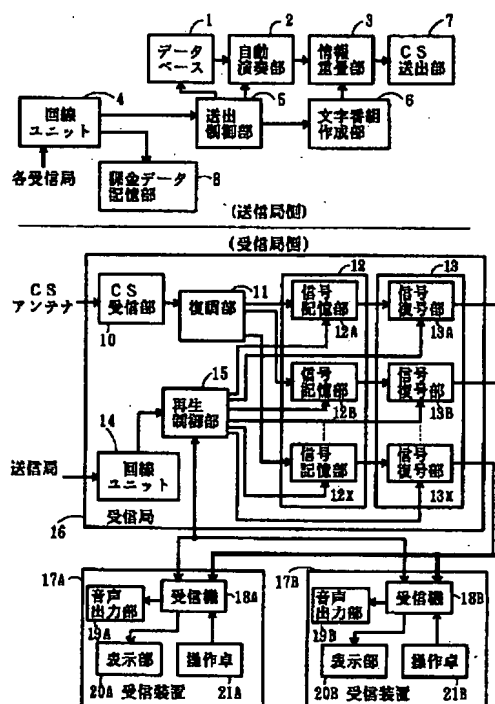 1
2
3
7
データ
ベース
自動
演奏部
情報
重畳部
CS
送出部
4
5
6
回線
ユニット
送出
制御部
文字番組
作成部
各受信局
課金データ
記憶部
8
(送信局側)
(受信局側)
CS
アンテナ
CS
受信部
10
11
復調部
12
信号
記憶部
12A
13
信号
復号部
13A
15
再生
制御部
信号
記憶部
12B
信号
復号部
13B
14
送信局
回線
ユニット
信号
記憶部
12X
信号
復号部
13X
16
受信局
17A
音声
出力部
19A
受信機
18A
表示部
20A
操作卓
21A
受信装置
17B
音声
出力部
19B
受信機
18B
表示部
20B
操作卓
21B
受信装置